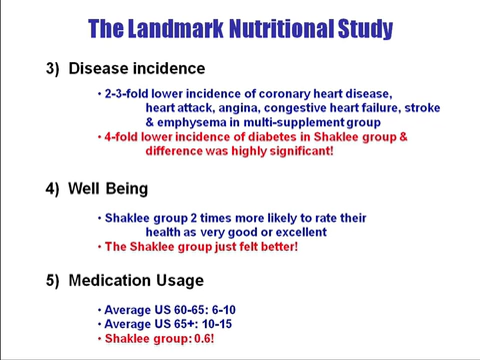 The Landmark Nutritional Study
3) Disease incidence
• 2-3-fold lower incidence of coronary heart disease,
heart attack, angina, congestive heart failure, stroke
& emphysema in multi-supplement group
• 4-fold lower incidence of diabetes in Shaklee group &
difference was highly significant!
4) Well Being
• Shaklee group 2 times more likely to rate their
health as very good or excellent
• The Shaklee group just felt better!
5) Medication Usage
• Average US 60-65: 6-10
• Average US 65+: 10-15
• Shaklee group: 0.6!